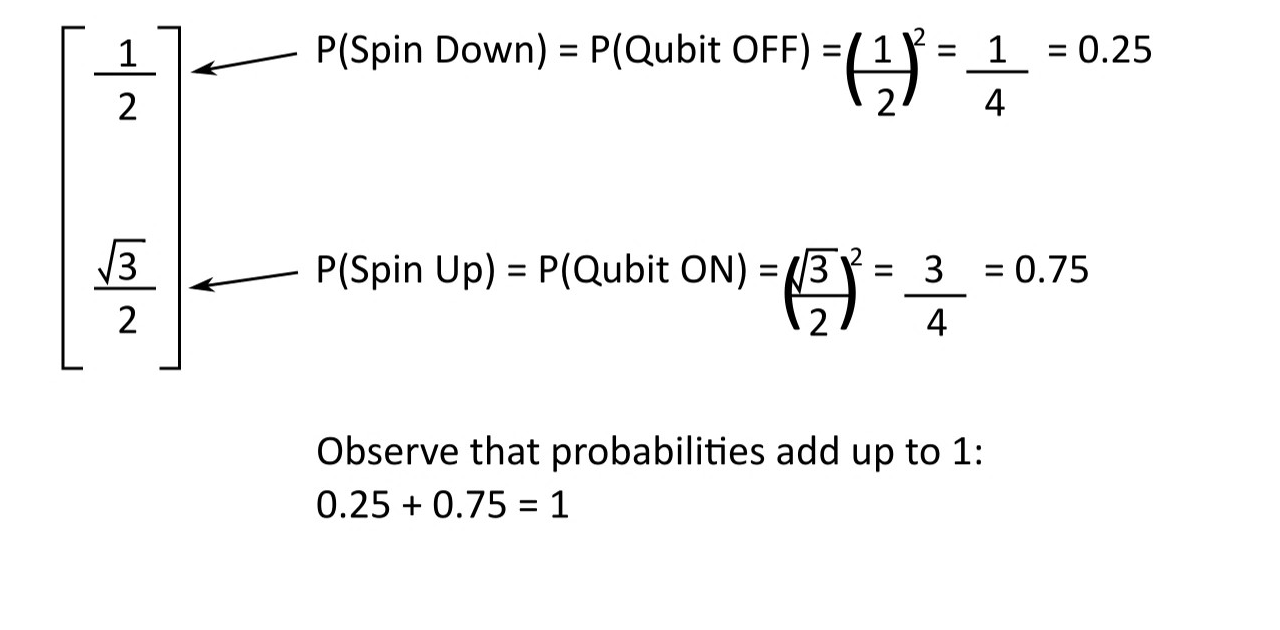 [ 1/2 ] P(Spin Down) = P(Qubit OFF) = (1/2)² = 1/4 = 0.25
[ √3/2 ] P(Spin Up) = P(Qubit ON) = (√3/2)² = 3/4 = 0.75
Observe that probabilities add up to 1:
0.25 + 0.75 = 1